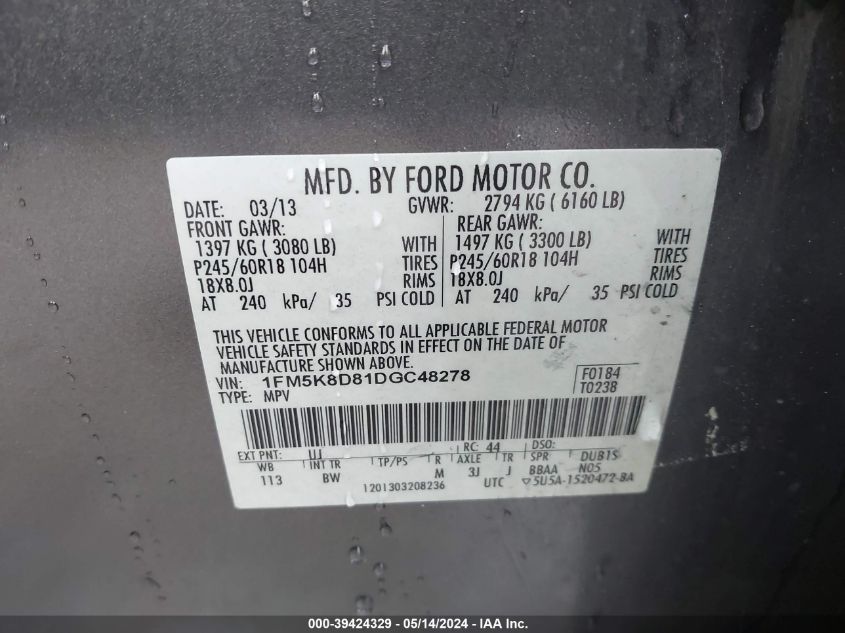 MFD. BY FORD MOTOR CO.
DATE: 03/13 GVWR: 2794 KG ( 6160 LB)
FRONT GAWR: REAR GAWR:
1397 KG ( 3080 LB) WITH 1497 KG ( 3300 LB) WITH
P245/60R18 104H TIRES P245/60R18 104H TIRES
18X8.0J RIMS 18X8.0J RIMS
AT 240 kPa/ 35 PSI COLD AT 240 kPa/ 35 PSI COLD
THIS VEHICLE CONFORMS TO ALL APPLICABLE FEDERAL MOTOR
VEHICLE SAFETY STANDARDS IN EFFECT ON THE DATE OF
MANUFACTURE SHOWN ABOVE.
VIN: 1FM5K8D81DGC48278 F0184
TYPE: MPV T0238
EXT PNT: UJ RC: 44 DSO:
WB INT TR TP/PS R AXLE TR SPR DUB1S
113 BW M 3J J BBAA N05
1201303208236 UTC ▽5U5A-1520472-BA
000-39424329 / 05/14/2024 / IAA Inc.